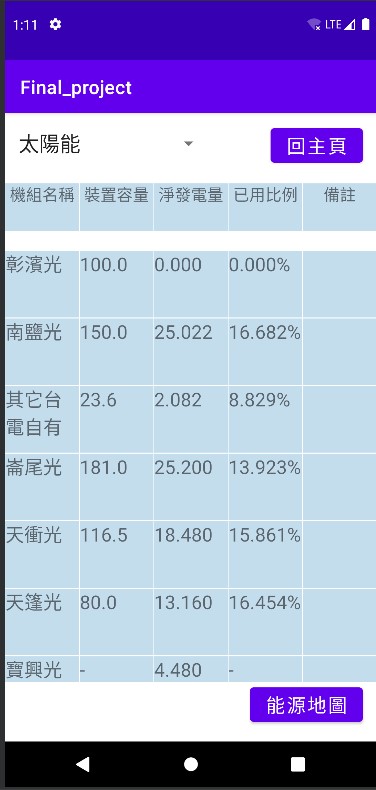 1:11 LTE
Final_project
太陽能 回主頁
機組名稱 裝置容量 淨發電量 已用比例 備註
彰濱光 100.0 0.000 0.000%
南鹽光 150.0 25.022 16.682%
其它台 23.6 2.082 8.829%
電自有
崙尾光 181.0 25.200 13.923%
天衝光 116.5 18.480 15.861%
天篷光 80.0 13.160 16.454%
寶興光 - 4.480 -
能源地圖